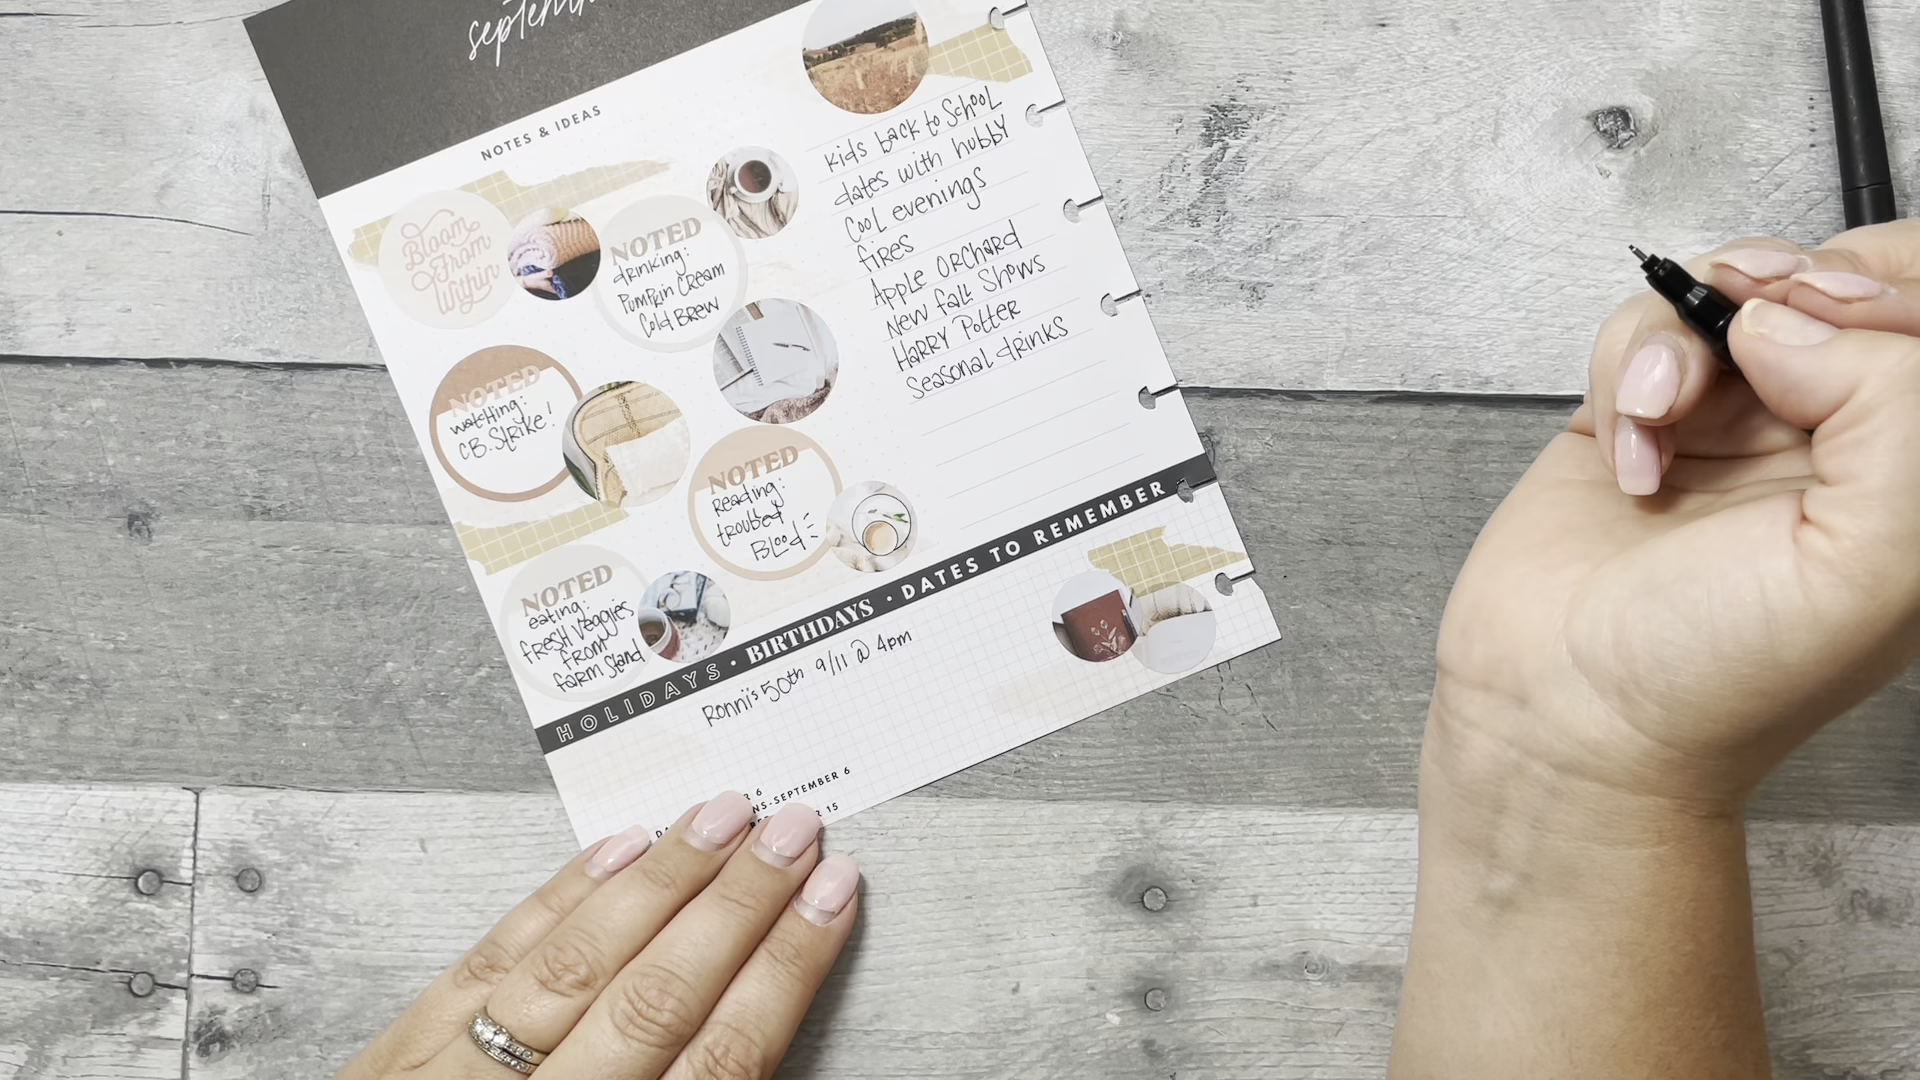 NOTES & IDEAS
Bloom
From
Within
NOTED
drinking:
Pumpkin Cream
Cold Brew
NOTED
watching:
CB. Strike!
NOTED
Reading:
troubled
Blood
NOTED
eating:
fresh veggies
from
farm stand
kids back to School
dates with hubby
Cool evenings
fires
Apple Orchard
New fall Shows
Harry Potter
Seasonal drinks
HOLIDAYS • BIRTHDAYS • DATES TO REMEMBER
Ronni's 50th 9/11 @ 4pm
6
-SEPTEMBER 6
15